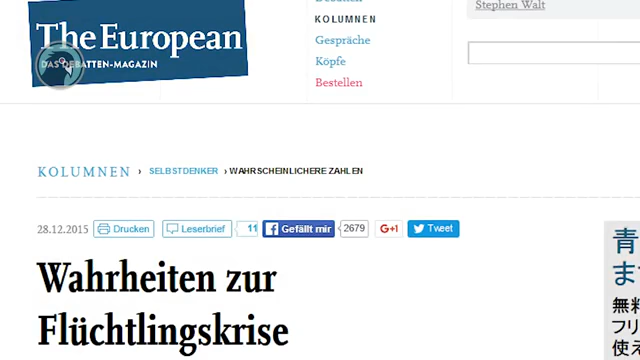 Stephen Walt
KOLUMNEN
Gespräche
Köpfe
Bestellen
The European
DAS DEBATTEN-MAGAZIN
KOLUMNEN › SELBSTDENKER › WAHRSCHEINLICHERE ZAHLEN
28.12.2015 Drucken Leserbrief 11 Gefällt mir 2679 G+1 Tweet
Wahrheiten zur
Flüchtlingskrise
青
ま
無料
フリ
使え